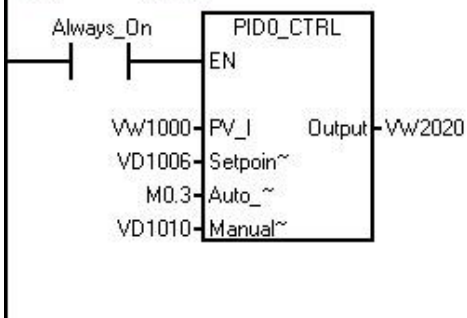 Always_On PID0_CTRL
EN
VW1000 PV_I Output VW2020
VD1006 Setpoin~
M0.3 Auto_~
VD1010 Manual~